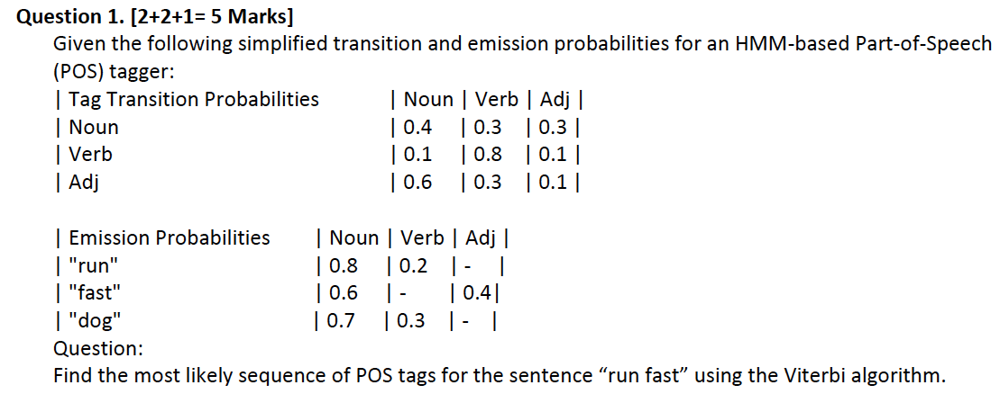 Question 1. [2+2+1= 5 Marks]
Given the following simplified transition and emission probabilities for an HMM-based Part-of-Speech
(POS) tagger:
| Tag Transition Probabilities | Noun | Verb | Adj |
| Noun | 0.4 | 0.3 | 0.3 |
| Verb | 0.1 | 0.8 | 0.1 |
| Adj | 0.6 | 0.3 | 0.1 |
| Emission Probabilities | Noun | Verb | Adj |
| "run" | 0.8 | 0.2 | - |
| "fast" | 0.6 | - | 0.4|
| "dog" | 0.7 | 0.3 | - |
Question:
Find the most likely sequence of POS tags for the sentence “run fast” using the Viterbi algorithm.